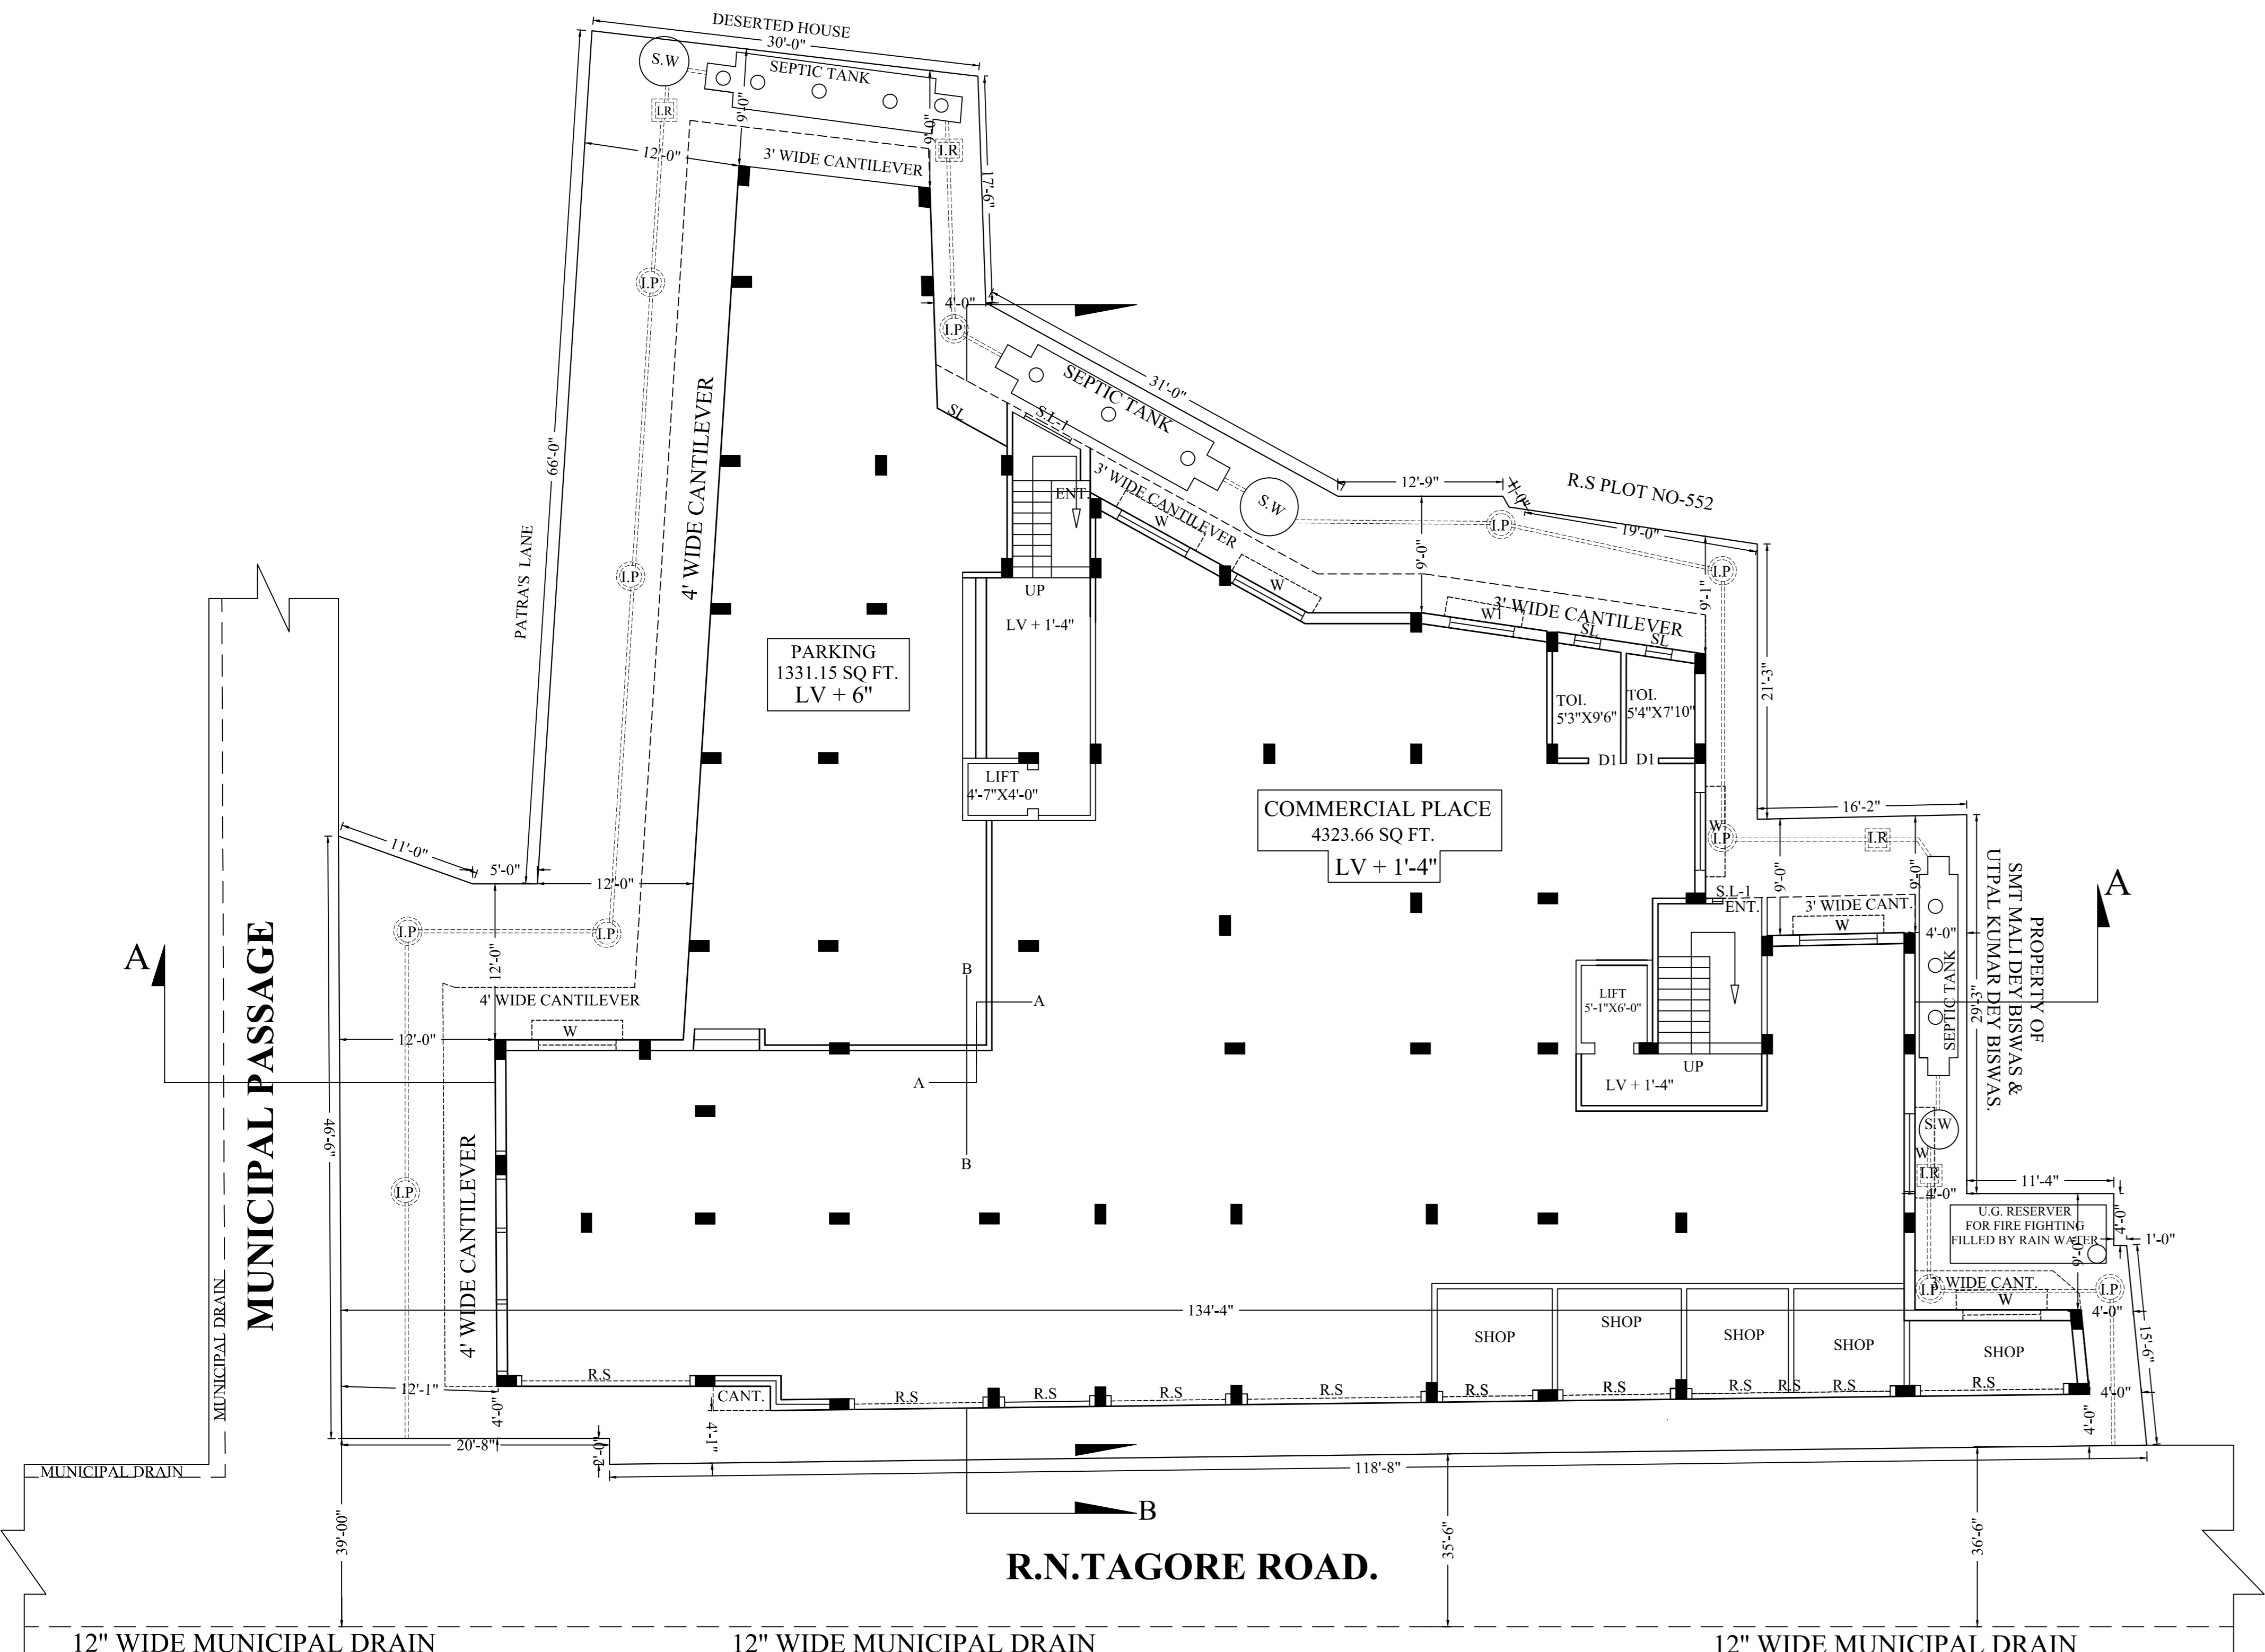 DESERTED HOUSE
30'-0"
S.W
SEPTIC TANK
I.R
9'-0"
9'-0"
I.R
12'-0"
3' WIDE CANTILEVER
17'-6"
I.P
4'-0"
I.P
31'-0"
SEPTIC TANK
4' WIDE CANTILEVER
SL
S.L-1
66'-0"
3' WIDE CANTILEVER
12'-9"
1'-0"
R.S PLOT NO-552
ENT.
W
S.W
I.P
19'-0"
9'-0"
PATRA'S LANE
I.P
UP
W
I.P
9'-1"
3' WIDE CANTILEVER
W1
SL
SL
LV + 1'-4"
PARKING
1331.15 SQ FT.
LV + 6"
TOI.
5'3"X9'6"
TOI.
5'4"X7'10"
21'-3"
D1
D1
LIFT
4'-7"X4'-0"
COMMERCIAL PLACE
4323.66 SQ FT.
LV + 1'-4"
16'-2"
W
I.P
I.R
11'-0"
5'-0"
12'-0"
9'-0"
9'-0"
S.L-1
ENT.
3' WIDE CANT.
W
4'-0"
PROPERTY OF
SMT MALI DEY BISWAS &
UTPAL KUMAR DEY BISWAS.
A
I.P
I.P
12'-0"
A
B
4' WIDE CANTILEVER
A
LIFT
5'-1"X6'-0"
SEPTIC TANK
29'-3"
W
12'-0"
MUNICIPAL PASSAGE
UP
LV + 1'-4"
A
46'-6"
S.W
W
B
I.R
4'-0"
11'-4"
I.P
4' WIDE CANTILEVER
U.G. RESERVER
FOR FIRE FIGHTING
FILLED BY RAIN WATER
4'-0"
1'-0"
9'-0"
3' WIDE CANT.
I.P
I.P
W
4'-0"
134'-4"
MUNICIPAL DRAIN
SHOP
SHOP
SHOP
SHOP
SHOP
15'-6"
12'-1"
R.S
CANT.
R.S
R.S
R.S
R.S
R.S
R.S
R.S
R.S
R.S
R.S
4'-0"
4'-0"
4'-1"
4'-0"
20'-8"
2'-0"
MUNICIPAL DRAIN
118'-8"
B
39'-00"
35'-6"
36'-6"
R.N.TAGORE ROAD.
12" WIDE MUNICIPAL DRAIN
12" WIDE MUNICIPAL DRAIN
12" WIDE MUNICIPAL DRAIN